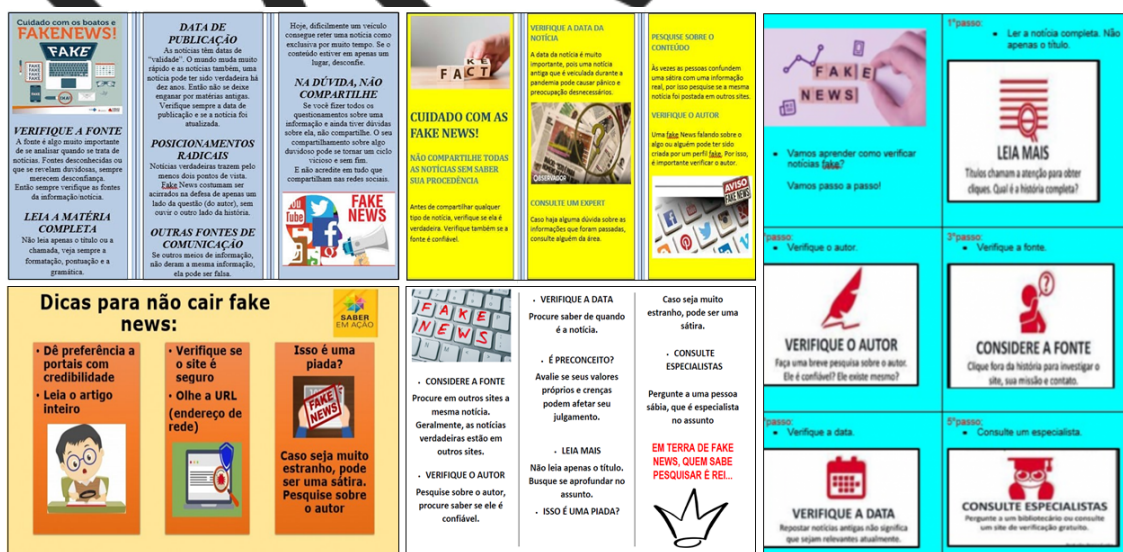 Cuidado com os boatos e
FAKENEWS!
FAKE
VERIFIQUE A FONTE
A fonte é algo muito importante
de se analisar quando se trata de
notícias. Fontes desconhecidas ou
que se revelam duvidosas, sempre
merecem desconfiança.
Então sempre verifique as fontes
da informação/notícia.
LEIA A MATÉRIA
COMPLETA
Não leia apenas o título ou a
chamada, veja sempre a
formatação, pontuação e a
gramática.
DATA DE
PUBLICAÇÃO
As notícias têm datas de
“validade”. O mundo muda muito
rápido e as notícias também, uma
notícia pode ter sido verdadeira há
dez anos. Então não se deixe
enganar por matérias antigas.
Verifique sempre a data de
publicação e se a notícia foi
atualizada.
POSICIONAMENTOS
RADICAIS
Notícias verdadeiras trazem pelo
menos dois pontos de vista.
Fake News costumam ser
acirrados na defesa de apenas um
lado da questão (do autor), sem
ouvir o outro lado da história.
OUTRAS FONTES DE
COMUNICAÇÃO
Se outros meios de informação,
não deram a mesma informação,
ela pode ser falsa.
Hoje, dificilmente um veículo
consegue reter uma notícia como
exclusiva por muito tempo. Se o
conteúdo estiver em apenas um
lugar, desconfie.
NA DÚVIDA, NÃO
COMPARTILHE
Se você fizer todos os
questionamentos sobre uma
informação e ainda tiver dúvidas
sobre ela, não compartilhe. O seu
compartilhamento sobre algo
duvidoso pode se tornar um ciclo
vicioso e sem fim.
E não acredite em tudo que
compartilham nas redes sociais.
You
Tube
FAKE
NEWS
FACT
KE
CUIDADO COM AS
FAKE NEWS!
NÃO COMPARTILHE TODAS
AS NOTÍCIAS SEM SABER
SUA PROCEDÊNCIA
Antes de compartilhar qualquer
tipo de notícia, verifique se ela é
verdadeira. Verifique também se a
fonte é confiável.
VERIFIQUE A DATA DA
NOTÍCIA
A data da notícia é muito
importante, pois uma notícia
antiga que é veiculada durante a
pandemia pode causar pânico e
preocupação desnecessários.
OBSERVADOR
CONSULTE UM EXPERT
Caso haja alguma dúvida sobre as
informações que foram passadas,
consulte alguém da área.
PESQUISE SOBRE O
CONTEÚDO
Às vezes as pessoas confundem
uma sátira com uma informação
real, por isso pesquise se a mesma
notícia foi postada em outros sites.
VERIFIQUE O AUTOR
Uma fake News falando sobre o
algo ou alguém pode ter sido
criada por um perfil fake. Por isso,
é importante verificar o autor.
AVISO
FAKE NEWS
FAKE
NEWS
• Vamos aprender como verificar
notícias fake?
Vamos passo a passo!
1°passo:
• Ler a notícia completa. Não
apenas o título.
LEIA MAIS
Títulos chamam a atenção para obter
cliques. Qual é a história completa?
passo:
• Verifique o autor.
VERIFIQUE O AUTOR
Faça uma breve pesquisa sobre o autor.
Ele é confiável? Ele existe mesmo?
3°passo:
• Verifique a fonte.
CONSIDERE A FONTE
Clique fora da história para investigar o
site, sua missão e contato.
passo:
• Verifique a data.
VERIFIQUE A DATA
Repostar notícias antigas não significa
que sejam relevantes atualmente.
5°passo:
• Consulte um especialista.
CONSULTE ESPECIALISTAS
Pergunte a um bibliotecário ou consulte
um site de verificação gratuito.
Dicas para não cair fake
news:
SABER
EM AÇÃO
• Dê preferência a
portais com
credibilidade
• Leia o artigo
inteiro
• Verifique se
o site é
seguro
• Olhe a URL
(endereço de
rede)
Isso é uma
piada?
FAKE
NEWS
Caso seja muito
estranho, pode
ser uma sátira.
Pesquise sobre
o autor
FAKE
NEWS
• CONSIDERE A FONTE
Procure em outros sites a
mesma notícia.
Geralmente, as notícias
verdadeiras estão em
outros sites.
• VERIFIQUE O AUTOR
Pesquise sobre o autor,
procure saber se ele é
confiável.
• VERIFIQUE A DATA
Procure saber de quando
é a notícia.
• É PRECONCEITO?
Avalie se seus valores
próprios e crenças
podem afetar seu
julgamento.
• LEIA MAIS
Não leia apenas o título.
Busque se aprofundar no
assunto.
• ISSO É UMA PIADA?
Caso seja muito
estranho, pode ser uma
sátira.
• CONSULTE
ESPECIALISTAS
Pergunte a uma pessoa
sábia, que é especialista
no assunto
EM TERRA DE FAKE
NEWS, QUEM SABE
PESQUISAR É REI...